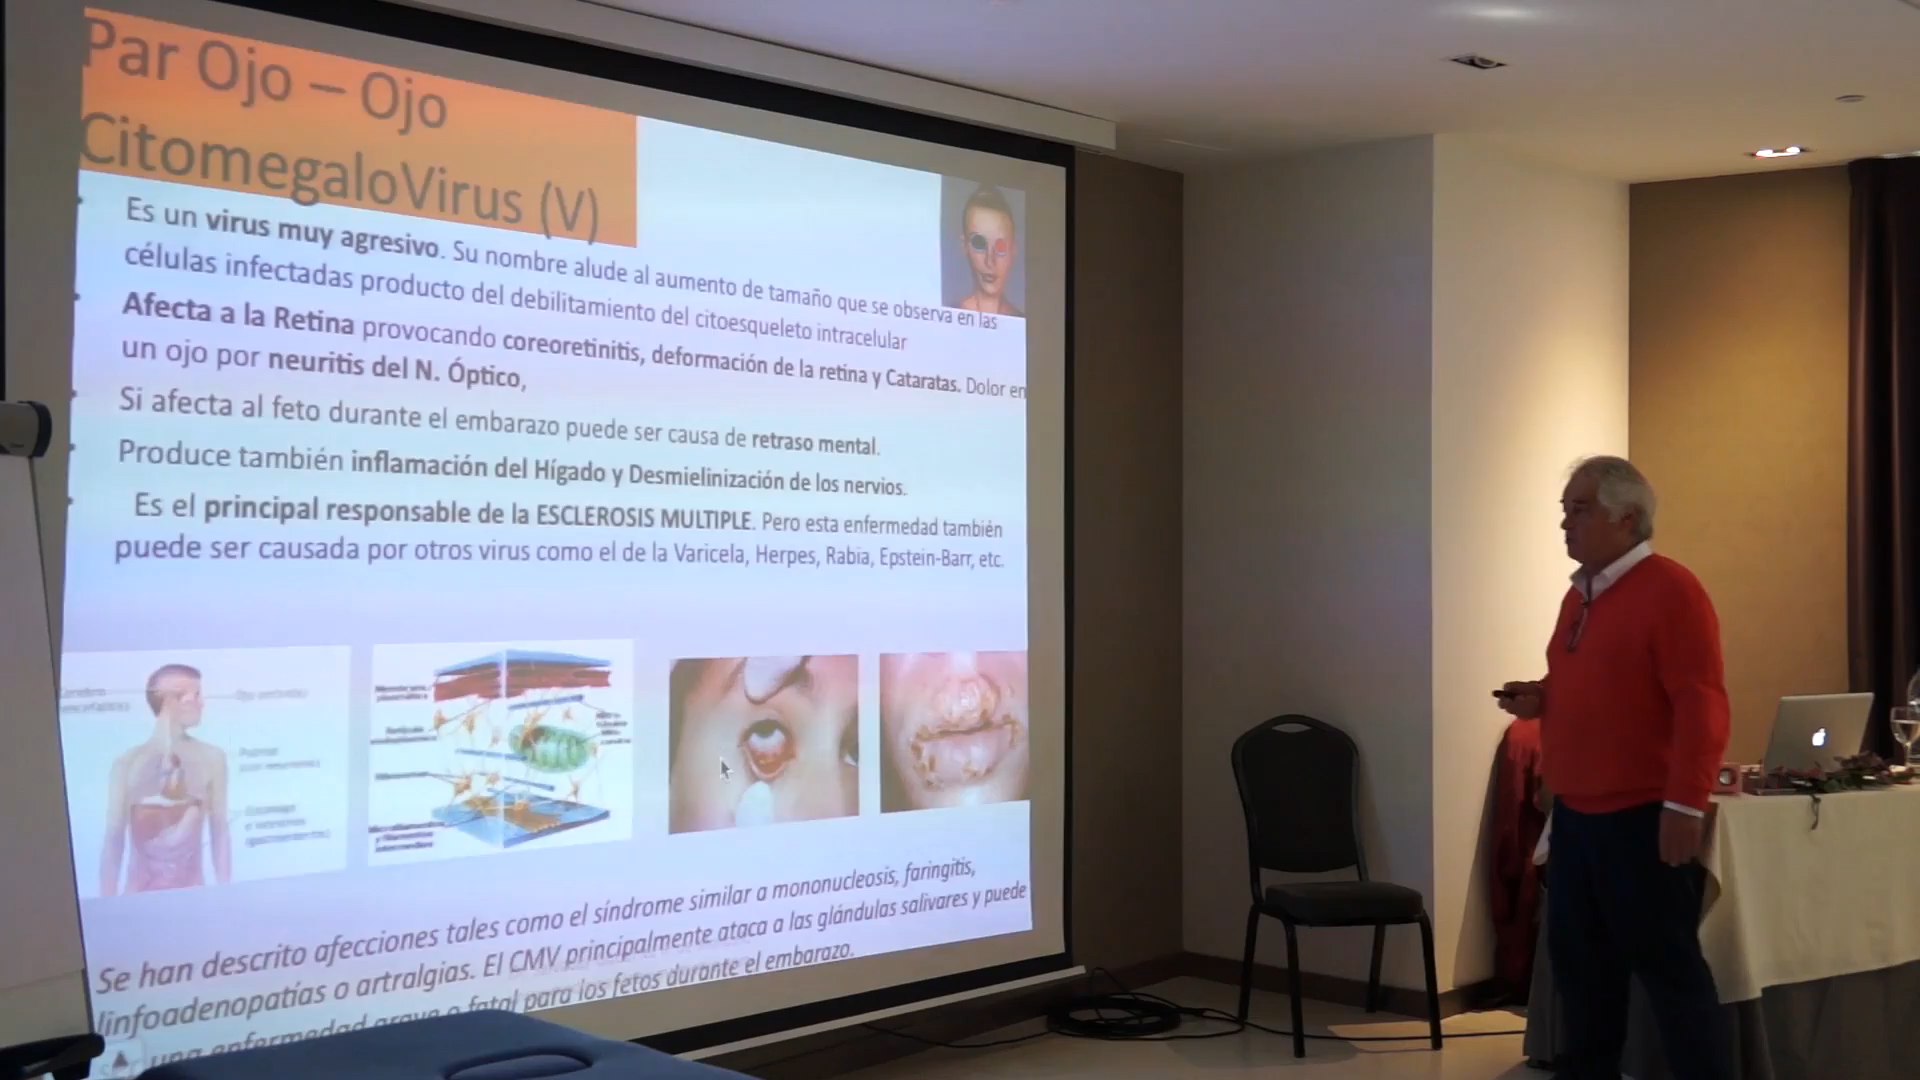 Par Ojo – Ojo
CitomegaloVirus (V)
Es un virus muy agresivo. Su nombre alude al aumento de tamaño que se observa en las
células infectadas producto del debilitamiento del citoesqueleto intracelular
Afecta a la Retina provocando coreoretinitis, deformación de la retina y Cataratas. Dolor en
un ojo por neuritis del N. Óptico,
Si afecta al feto durante el embarazo puede ser causa de retraso mental.
Produce también inflamación del Hígado y Desmielinización de los nervios.
Es el principal responsable de la ESCLEROSIS MULTIPLE. Pero esta enfermedad también
puede ser causada por otros virus como el de la Varicela, Herpes, Rabia, Epstein-Barr, etc.
Se han descrito afecciones tales como el síndrome similar a mononucleosis, faringitis,
linfoadenopatías o artralgias. El CMV principalmente ataca a las glándulas salivares y puede
una enfermedad grave o fatal para los fetos durante el embarazo.